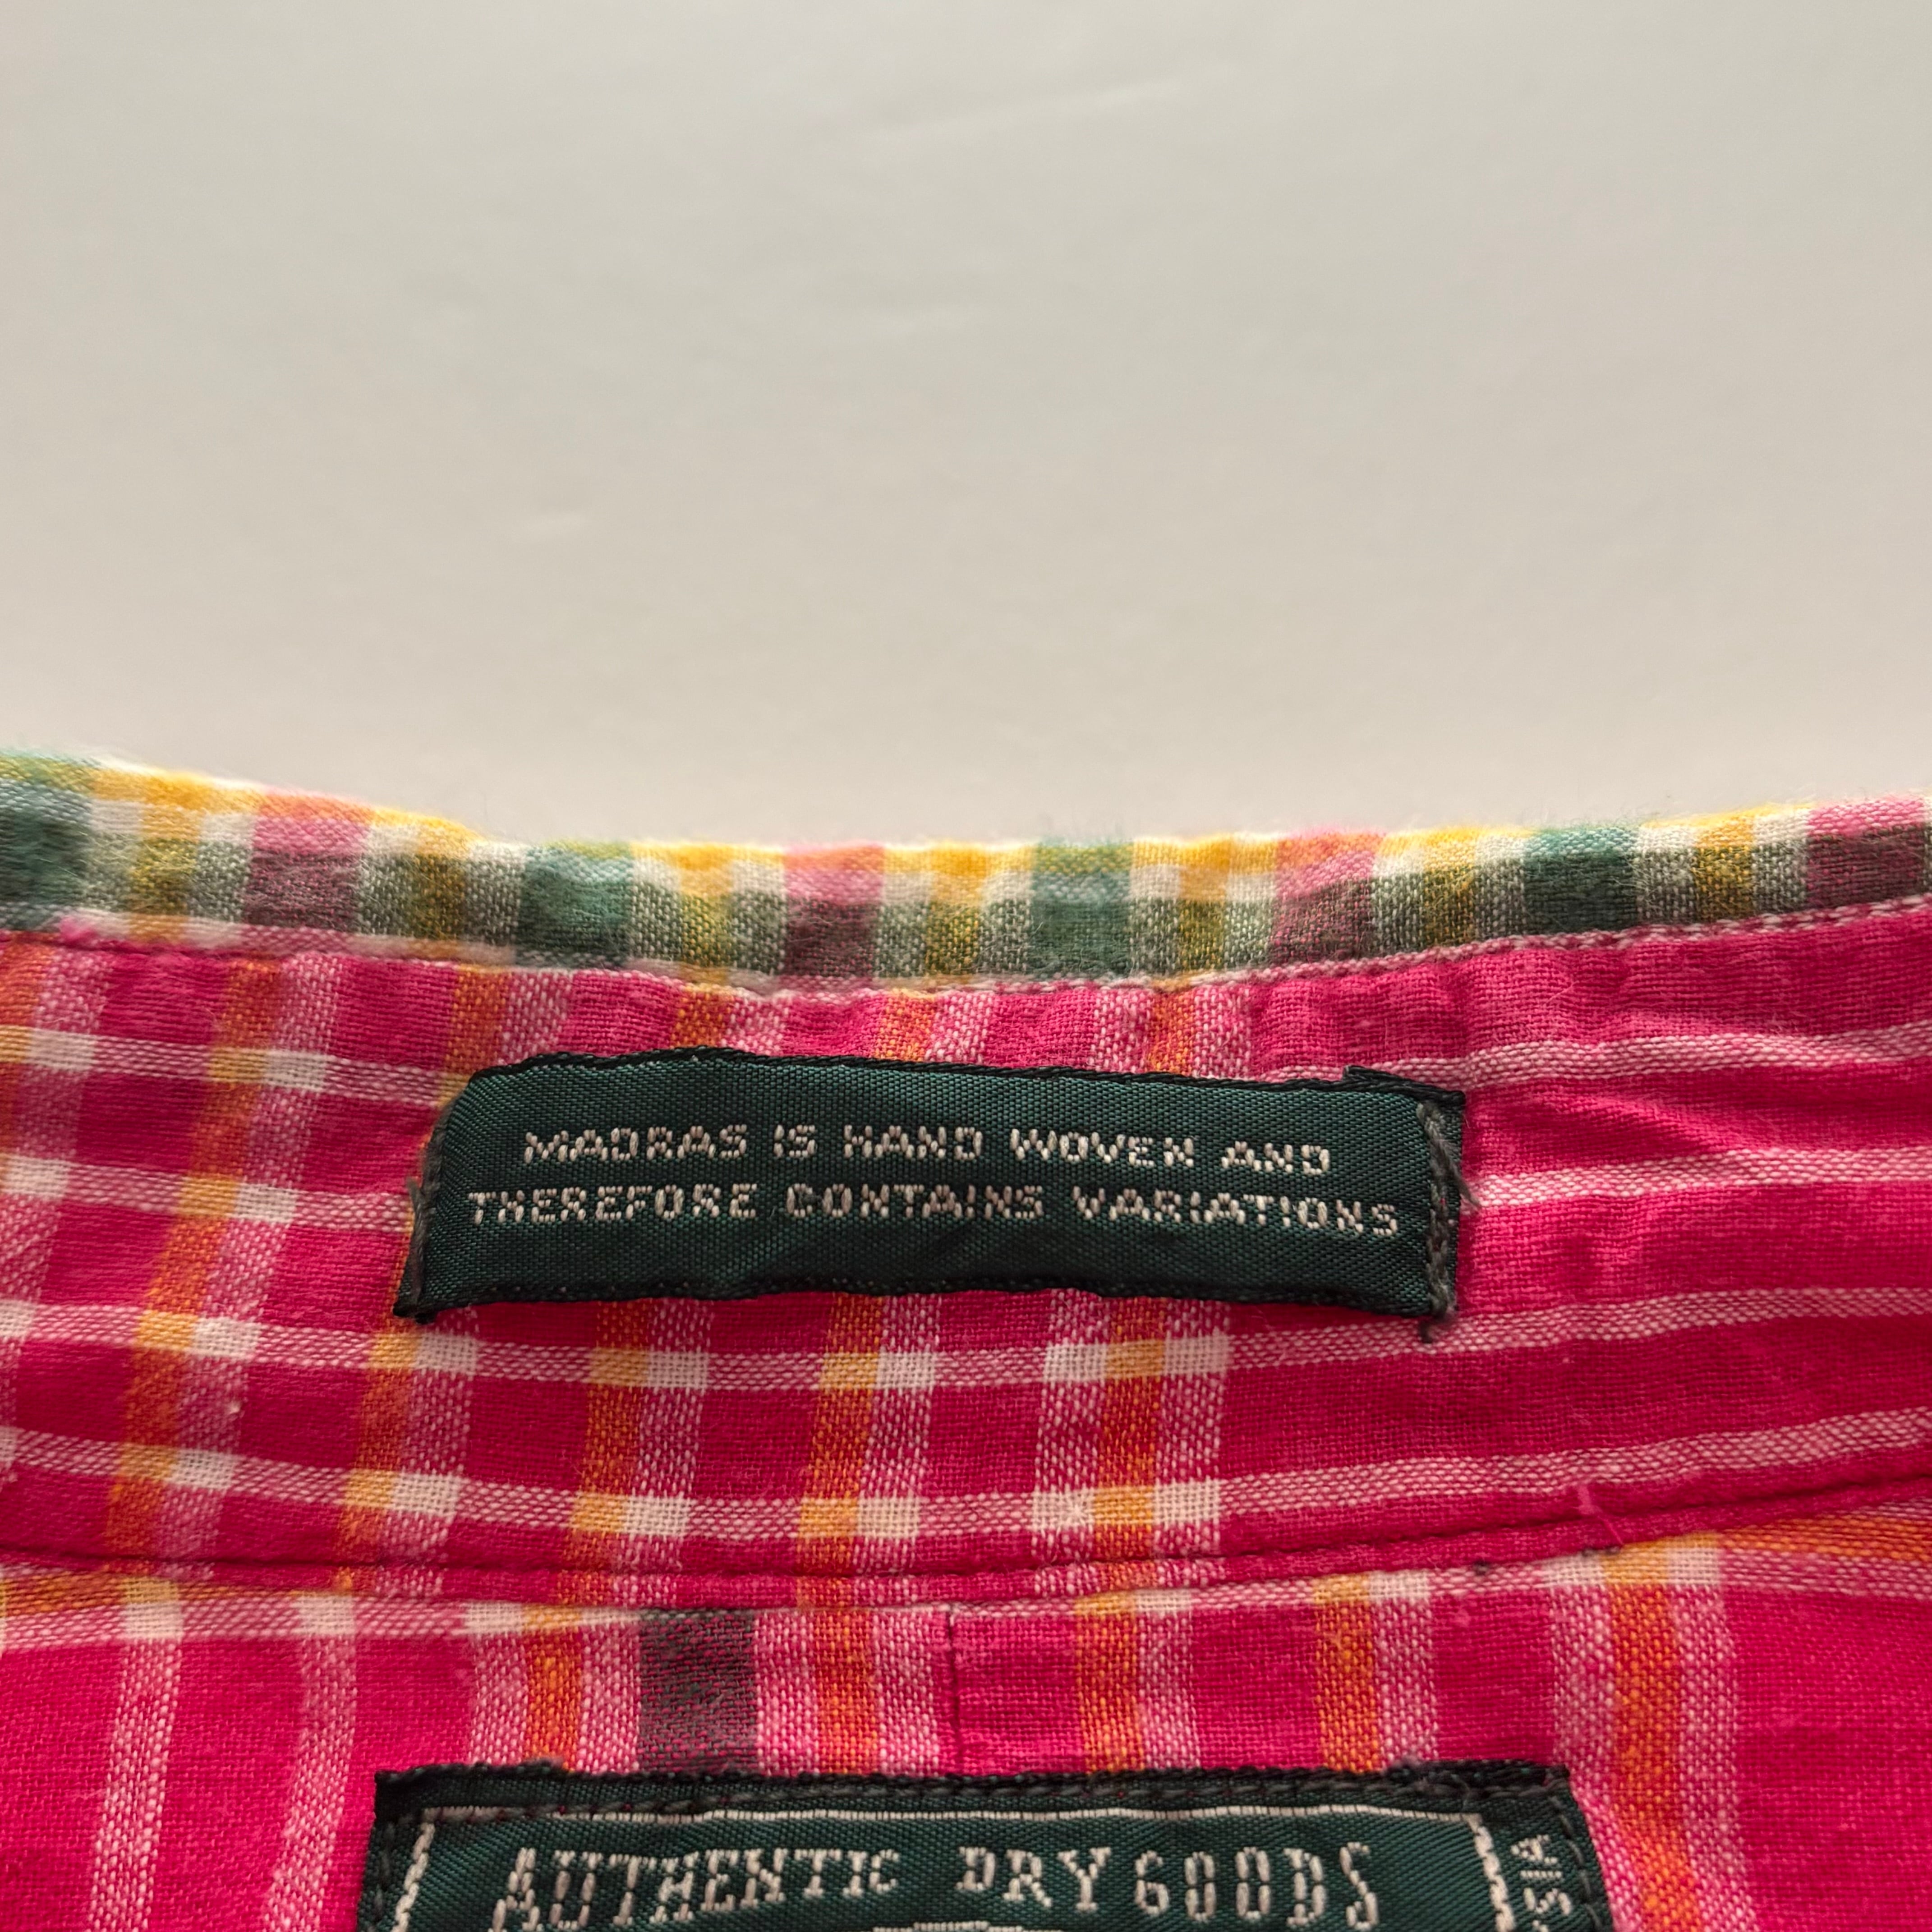 MADRAS IS HAND WOVEN AND
THEREFORE CONTAINS VARIATIONS
AUTHENTIC DRY GOODS